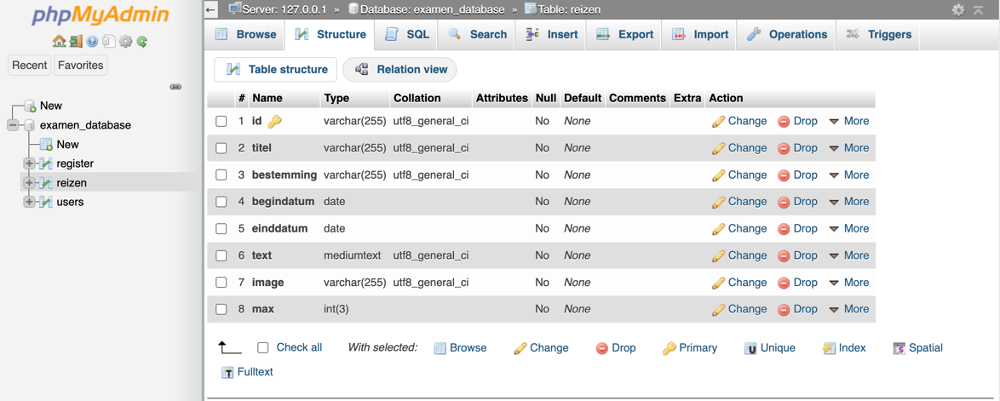 phpMyAdmin
Recent Favorites
New
examen_database
New
register
reizen
users
Server: 127.0.0.1 » Database: examen_database » Table: reizen
Browse Structure SQL Search Insert Export Import Operations Triggers
Table structure Relation view
# Name Type Collation Attributes Null Default Comments Extra Action
1 id varchar(255) utf8_general_ci No None Change Drop More
2 titel varchar(255) utf8_general_ci No None Change Drop More
3 bestemming varchar(255) utf8_general_ci No None Change Drop More
4 begindatum date No None Change Drop More
5 einddatum date No None Change Drop More
6 text mediumtext utf8_general_ci No None Change Drop More
7 image varchar(255) utf8_general_ci No None Change Drop More
8 max int(3) No None Change Drop More
Check all With selected: Browse Change Drop Primary Unique Index Spatial
Fulltext